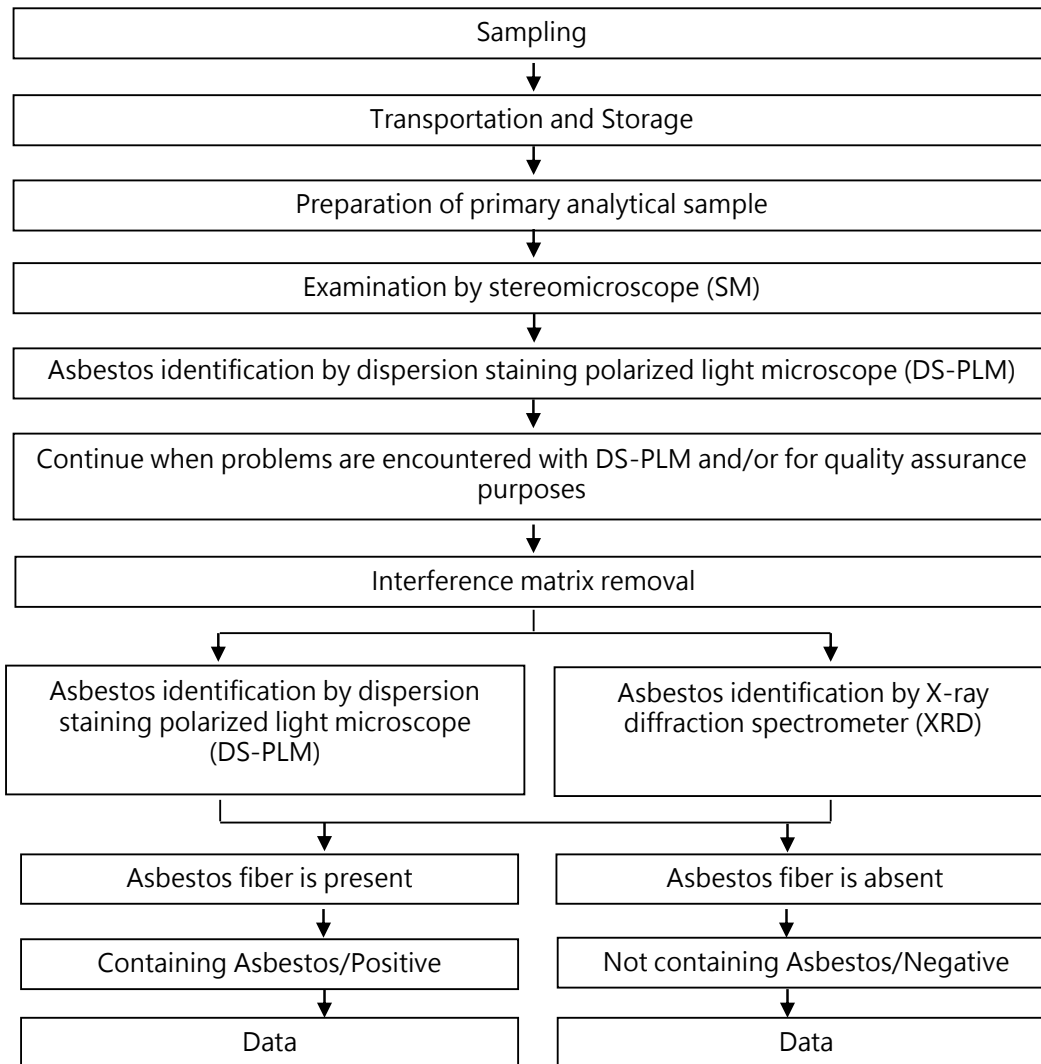 Sampling
Transportation and Storage
Preparation of primary analytical sample
Examination by stereomicroscope (SM)
Asbestos identification by dispersion staining polarized light microscope (DS-PLM)
Continue when problems are encountered with DS-PLM and/or for quality assurance
purposes
Interference matrix removal
Asbestos identification by dispersion
staining polarized light microscope
(DS-PLM)
Asbestos identification by X-ray
diffraction spectrometer (XRD)
Asbestos fiber is present
Asbestos fiber is absent
Containing Asbestos/Positive
Not containing Asbestos/Negative
Data
Data